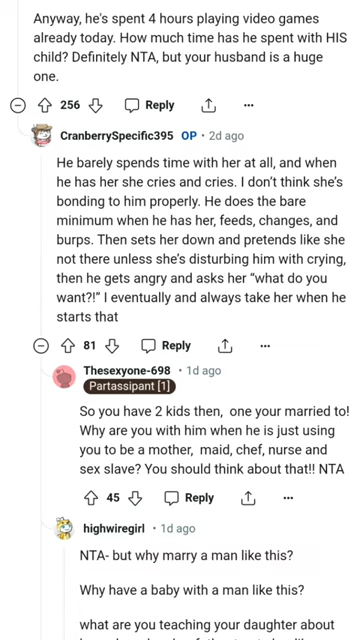 Anyway, he's spent 4 hours playing video games
already today. How much time has he spent with HIS
child? Definitely NTA, but your husband is a huge
one.
256 Reply
CranberrySpecific395 OP • 2d ago
He barely spends time with her at all, and when
he has her she cries and cries. I don't think she's
bonding to him properly. He does the bare
minimum when he has her, feeds, changes, and
burps. Then sets her down and pretends like she
not there unless she's disturbing him with crying,
then he gets angry and asks her “what do you
want?!” I eventually and always take her when he
starts that
81 Reply
Thesexyone-698 • 1d ago
Partassipant [1]
So you have 2 kids then, one your married to!
Why are you with him when he is just using
you to be a mother, maid, chef, nurse and
sex slave? You should think about that!! NTA
45 Reply
highwiregirl • 1d ago
NTA- but why marry a man like this?
Why have a baby with a man like this?
what are you teaching your daughter about